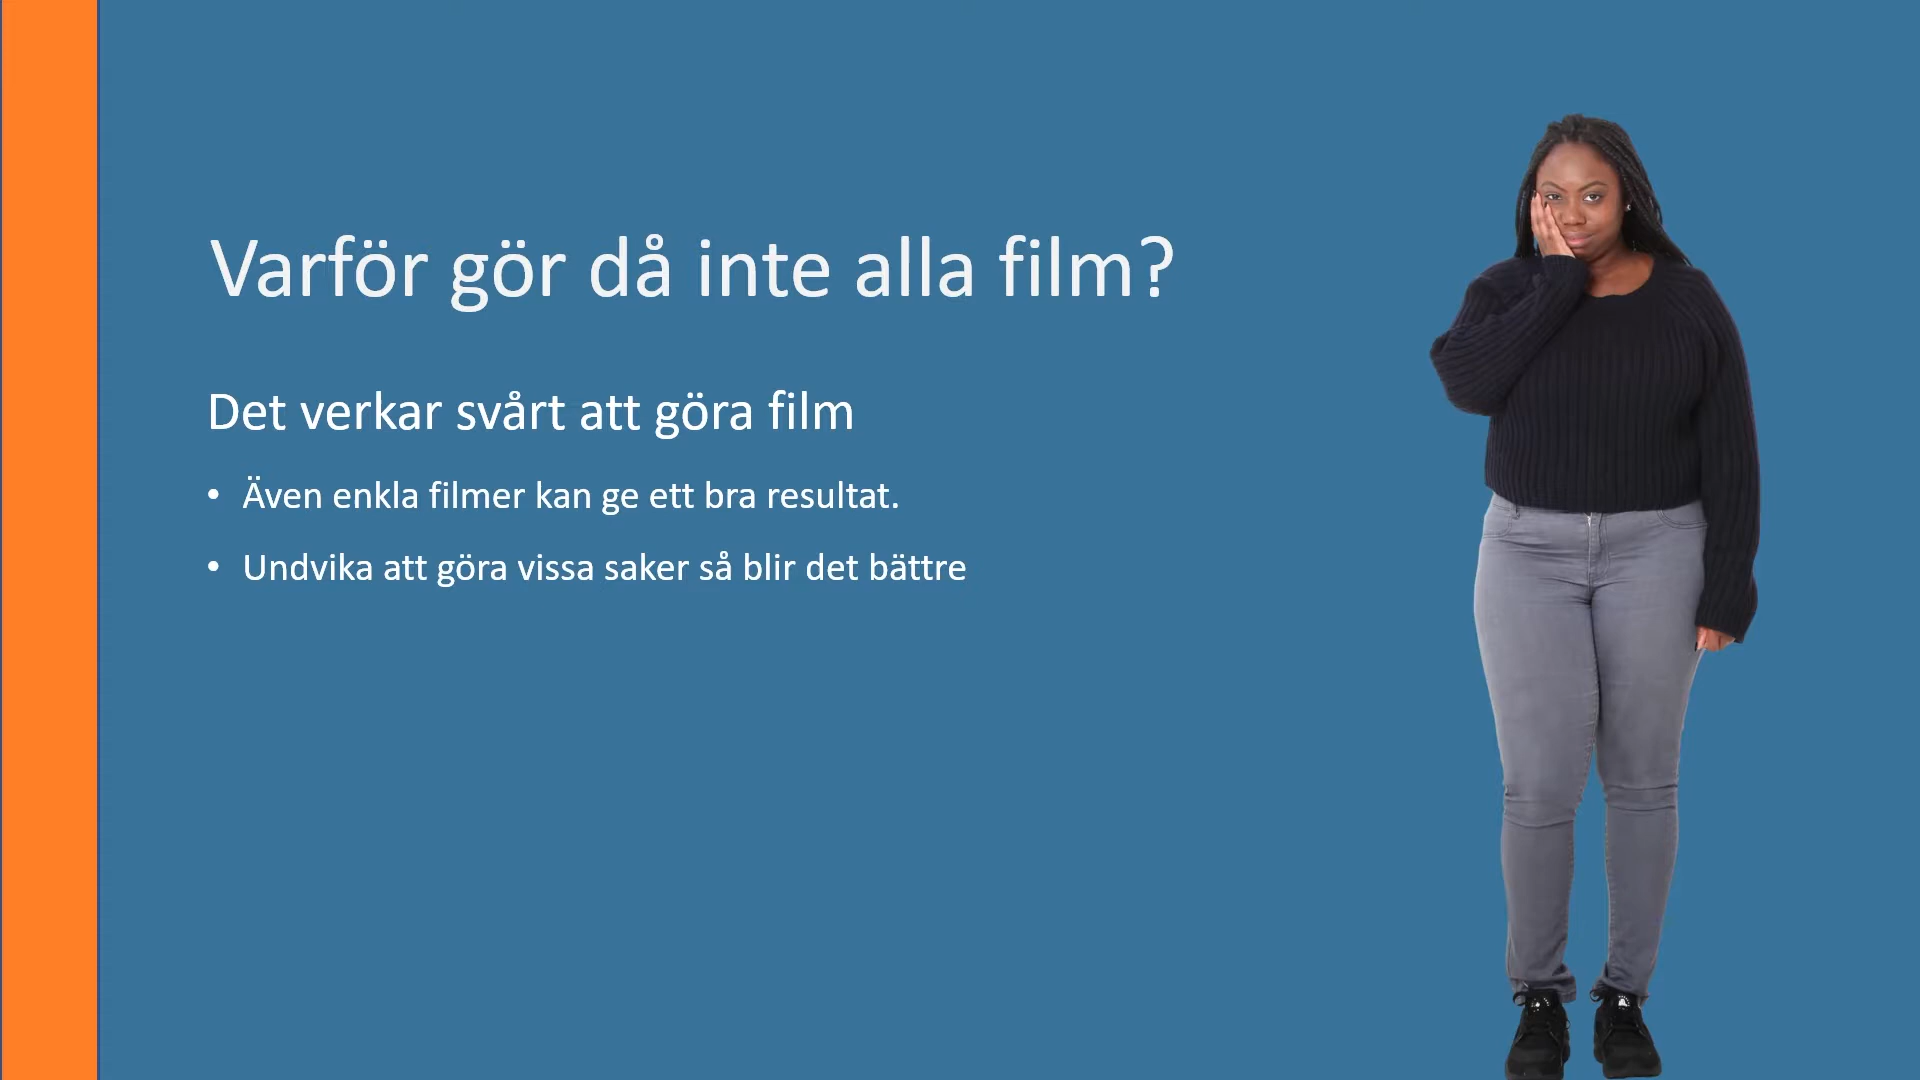 Varför gör då inte alla film?
Det verkar svårt att göra film
• Även enkla filmer kan ge ett bra resultat.
• Undvika att göra vissa saker så blir det bättre